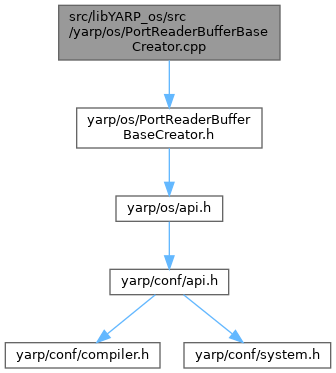 src/libYARP_os/src
/yarp/os/PortReaderBufferBase
Creator.cpp
yarp/os/PortReaderBuffer
BaseCreator.h
yarp/os/api.h
yarp/conf/api.h
yarp/conf/compiler.h
yarp/conf/system.h